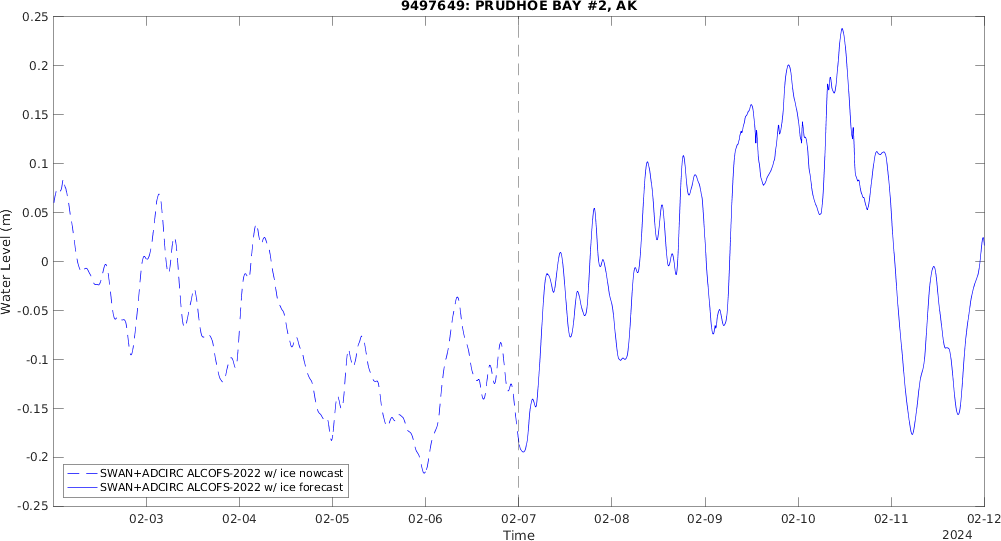 9497649: PRUDHOE BAY #2, AK
0.25
0.2
0.15
0.1
0.05
0
-0.05
-0.1
-0.15
-0.2
-0.25
Water Level (m)
SWAN+ADCIRC ALCOFS-2022 w/ ice nowcast
SWAN+ADCIRC ALCOFS-2022 w/ ice forecast
02-03 02-04 02-05 02-06 02-07 02-08 02-09 02-10 02-11 02-12
Time
2024